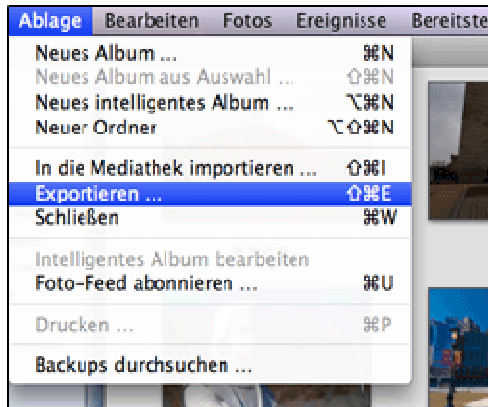 Ablage Bearbeiten Fotos Ereignisse Bereitste
Neues Album ... ⌘N
Neues Album aus Auswahl ... ⇧⌘N
Neues intelligentes Album ... ⌥⌘N
Neuer Ordner ⌥⇧⌘N
In die Mediathek importieren ... ⇧⌘I
Exportieren ... ⇧⌘E
Schließen ⌘W
Intelligentes Album bearbeiten
Foto-Feed abonnieren ... ⌘U
Drucken ... ⌘P
Backups durchsuchen ...